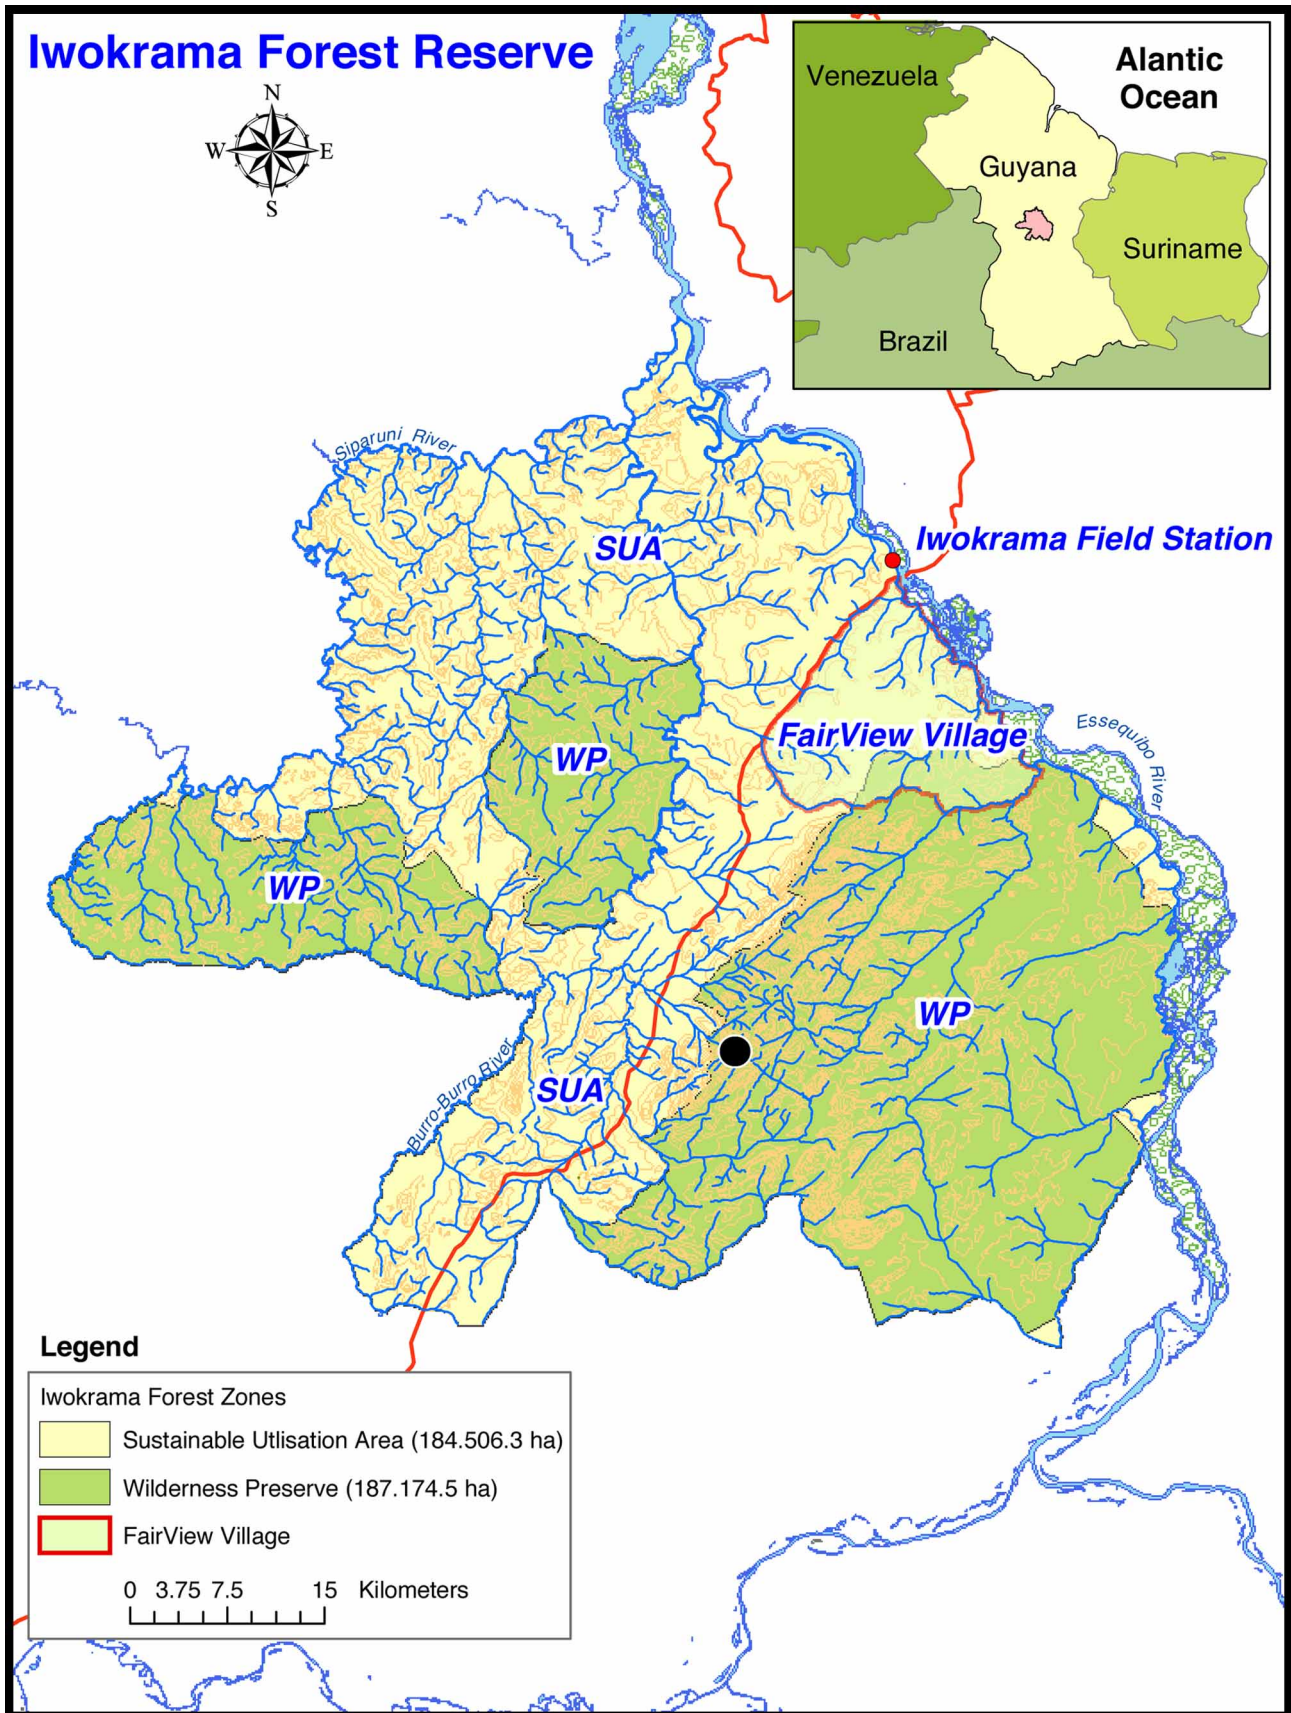 Iwokrama Forest Reserve
N
W
E
S
Venezuela
Alantic
Ocean
Guyana
Suriname
Brazil
Siparuni River
SUA
Iwokrama Field Station
FairView Village
Essequibo River
WP
WP
WP
Burro-Burro River
SUA
Legend
Iwokrama Forest Zones
Sustainable Utlisation Area (184.506.3 ha)
Wilderness Preserve (187.174.5 ha)
FairView Village
0 3.75 7.5 15 Kilometers